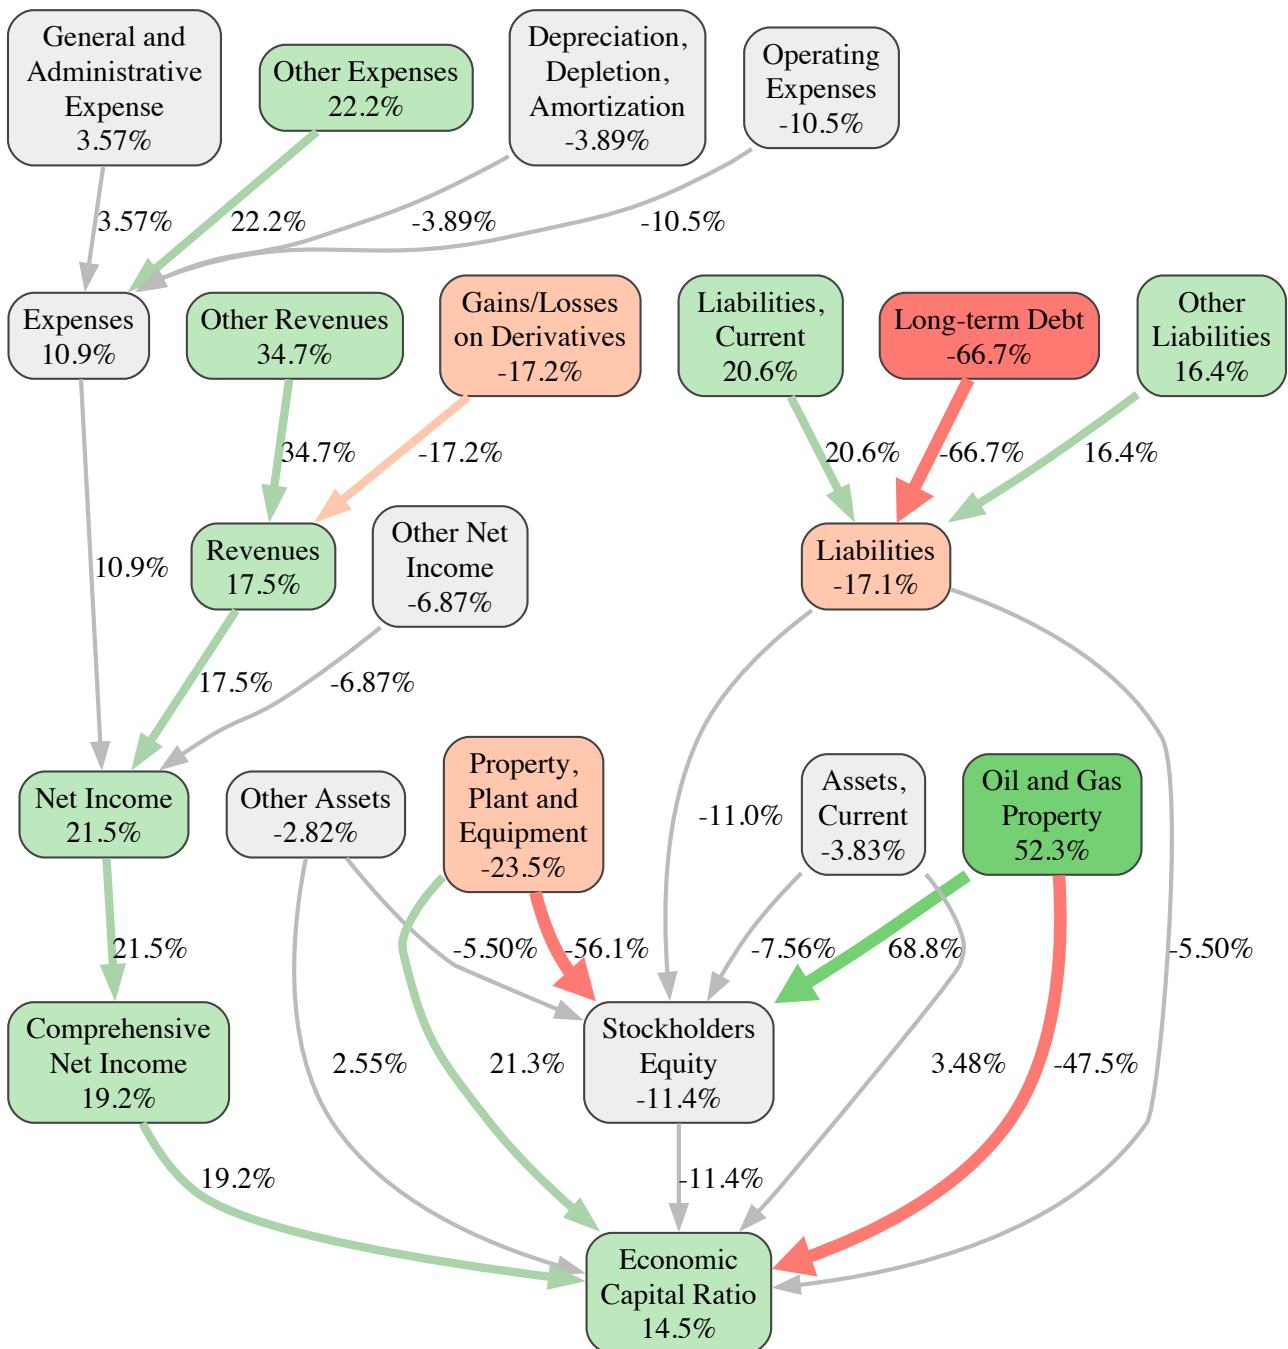 General and
Administrative
Expense
3.57%
Other Expenses
22.2%
Depreciation,
Depletion,
Amortization
-3.89%
Operating
Expenses
-10.5%
3.57%
22.2%
-3.89%
-10.5%
Expenses
10.9%
Other Revenues
34.7%
Gains/Losses
on Derivatives
-17.2%
Liabilities,
Current
20.6%
Long-term Debt
-66.7%
Other
Liabilities
16.4%
34.7%
-17.2%
20.6%
-66.7%
16.4%
10.9%
Revenues
17.5%
Other Net
Income
-6.87%
Liabilities
-17.1%
17.5%
-6.87%
Net Income
21.5%
Other Assets
-2.82%
Property,
Plant and
Equipment
-23.5%
-11.0%
Assets,
Current
-3.83%
Oil and Gas
Property
52.3%
21.5%
-5.50%
-56.1%
-7.56%
68.8%
-5.50%
Comprehensive
Net Income
19.2%
2.55%
21.3%
Stockholders
Equity
-11.4%
3.48%
-47.5%
19.2%
-11.4%
Economic
Capital Ratio
14.5%